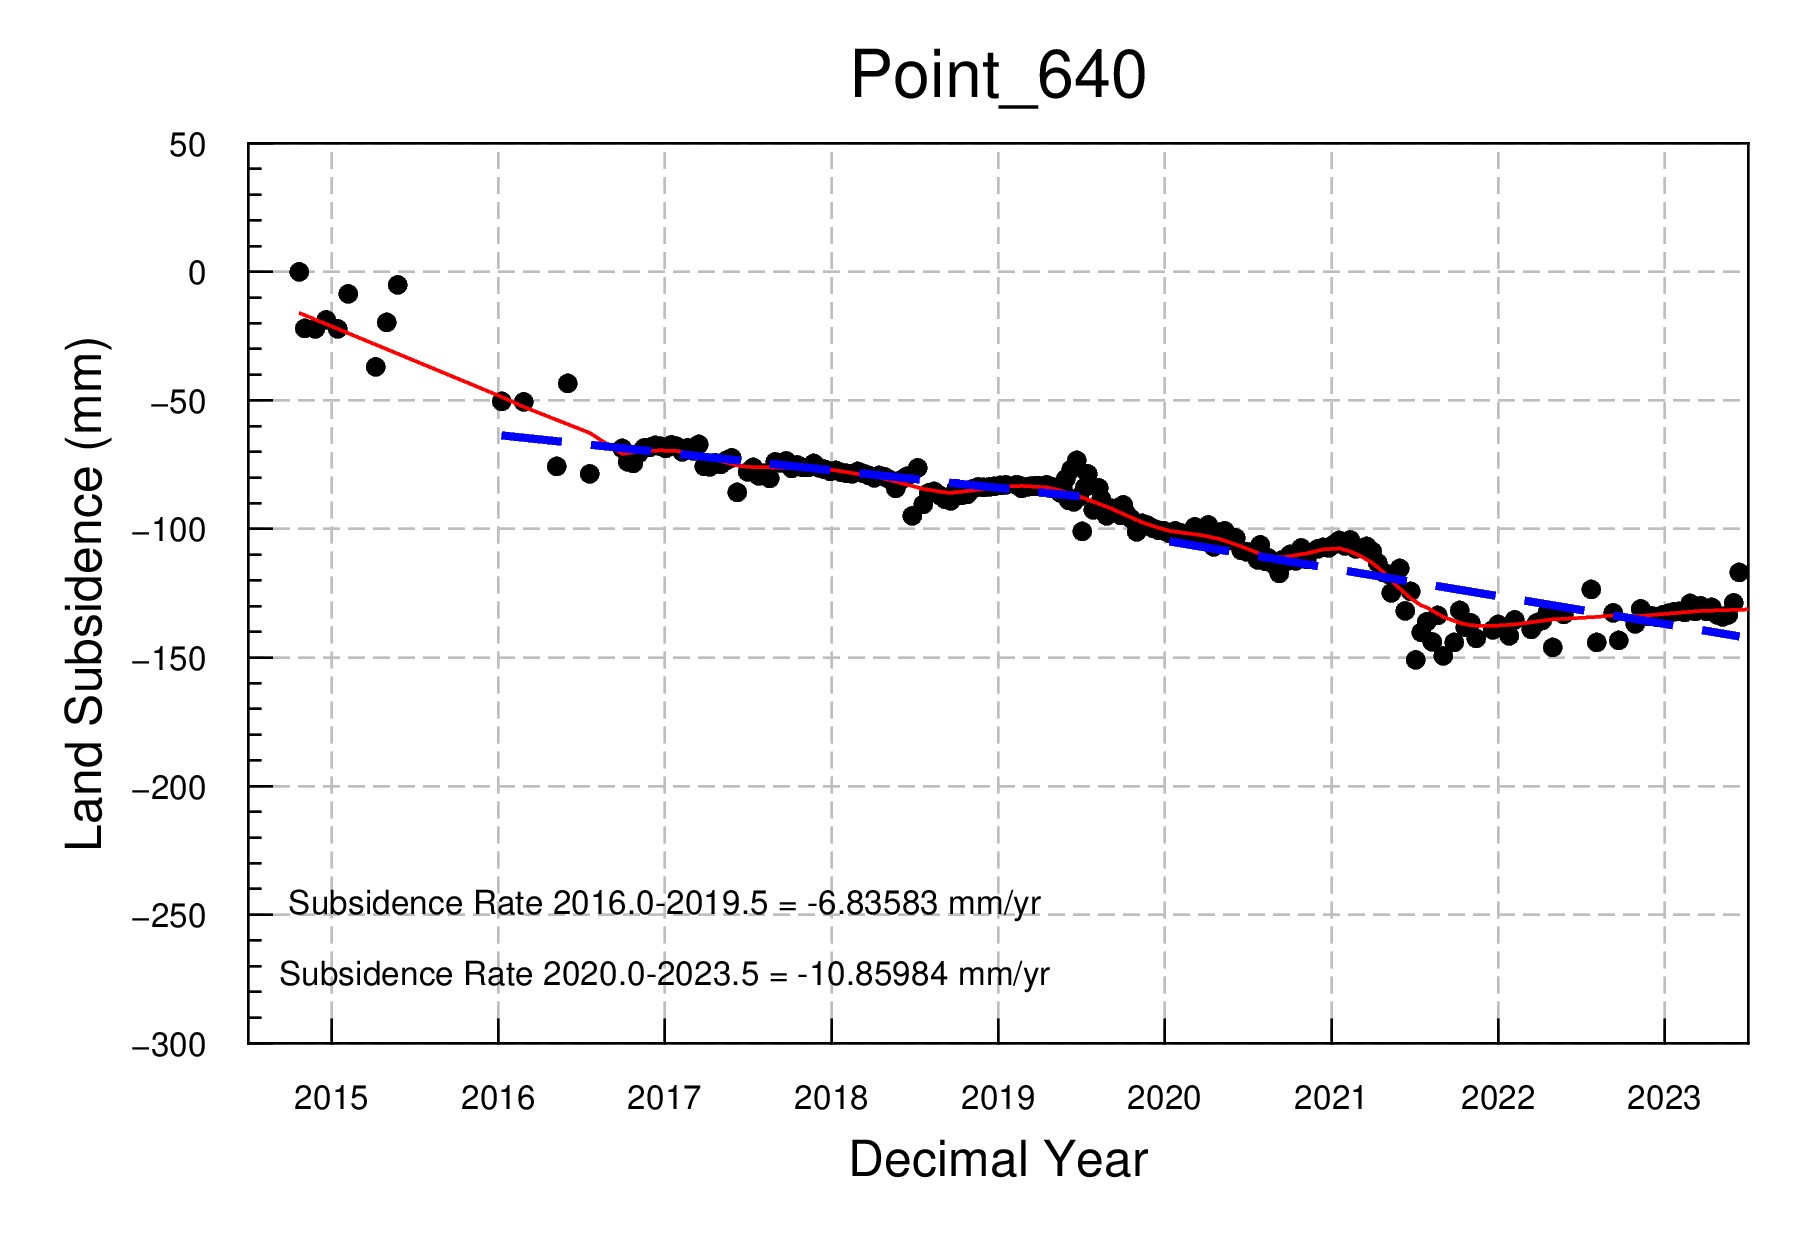 Point_640
50
0
−50
−100
−150
−200
−250
−300
Land Subsidence (mm)
Subsidence Rate 2016.0-2019.5 = -6.83583 mm/yr
Subsidence Rate 2020.0-2023.5 = -10.85984 mm/yr
2015 2016 2017 2018 2019 2020 2021 2022 2023
Decimal Year